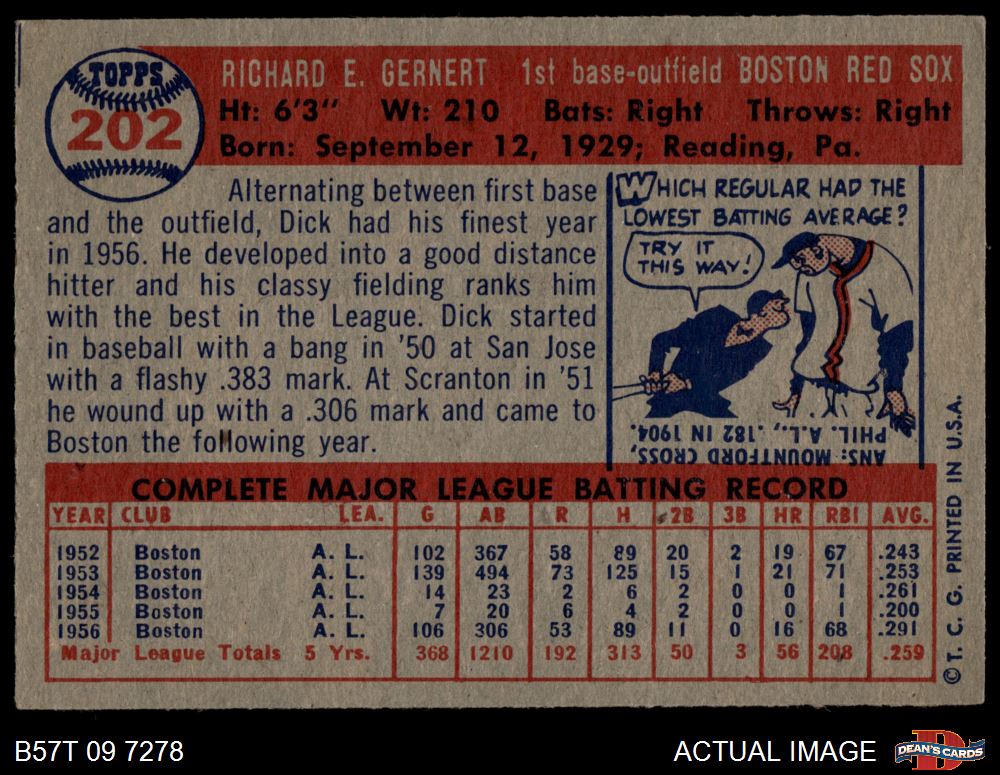 TOPPS
202
RICHARD E. GERNERT 1st base-outfield BOSTON RED SOX
Ht: 6'3" Wt: 210 Bats: Right Throws: Right
Born: September 12, 1929; Reading, Pa.
Alternating between first base
and the outfield, Dick had his finest year
in 1956. He developed into a good distance
hitter and his classy fielding ranks him
with the best in the League. Dick started
in baseball with a bang in '50 at San Jose
with a flashy .383 mark. At Scranton in '51
he wound up with a .306 mark and came to
Boston the following year.
WHICH REGULAR HAD THE
LOWEST BATTING AVERAGE?
TRY IT
THIS WAY!
ANS: MOUNTFORD CROSS,
PHIL. A.L., .182 IN 1904.
COMPLETE MAJOR LEAGUE BATTING RECORD
YEAR CLUB LEA. G AB R H 2B 3B HR RBI AVG.
1952 Boston A. L. 102 367 58 89 20 2 19 67 .243
1953 Boston A. L. 139 494 73 125 15 1 21 71 .253
1954 Boston A. L. 14 23 2 6 2 0 0 1 .261
1955 Boston A. L. 7 20 6 4 2 0 0 1 .200
1956 Boston A. L. 106 306 53 89 11 0 16 68 .291
Major League Totals 5 Yrs. 368 1210 192 313 50 3 56 208 .259
© T. C. G. PRINTED IN U.S.A.
B57T 09 7278
ACTUAL IMAGE
DEAN'S CARDS